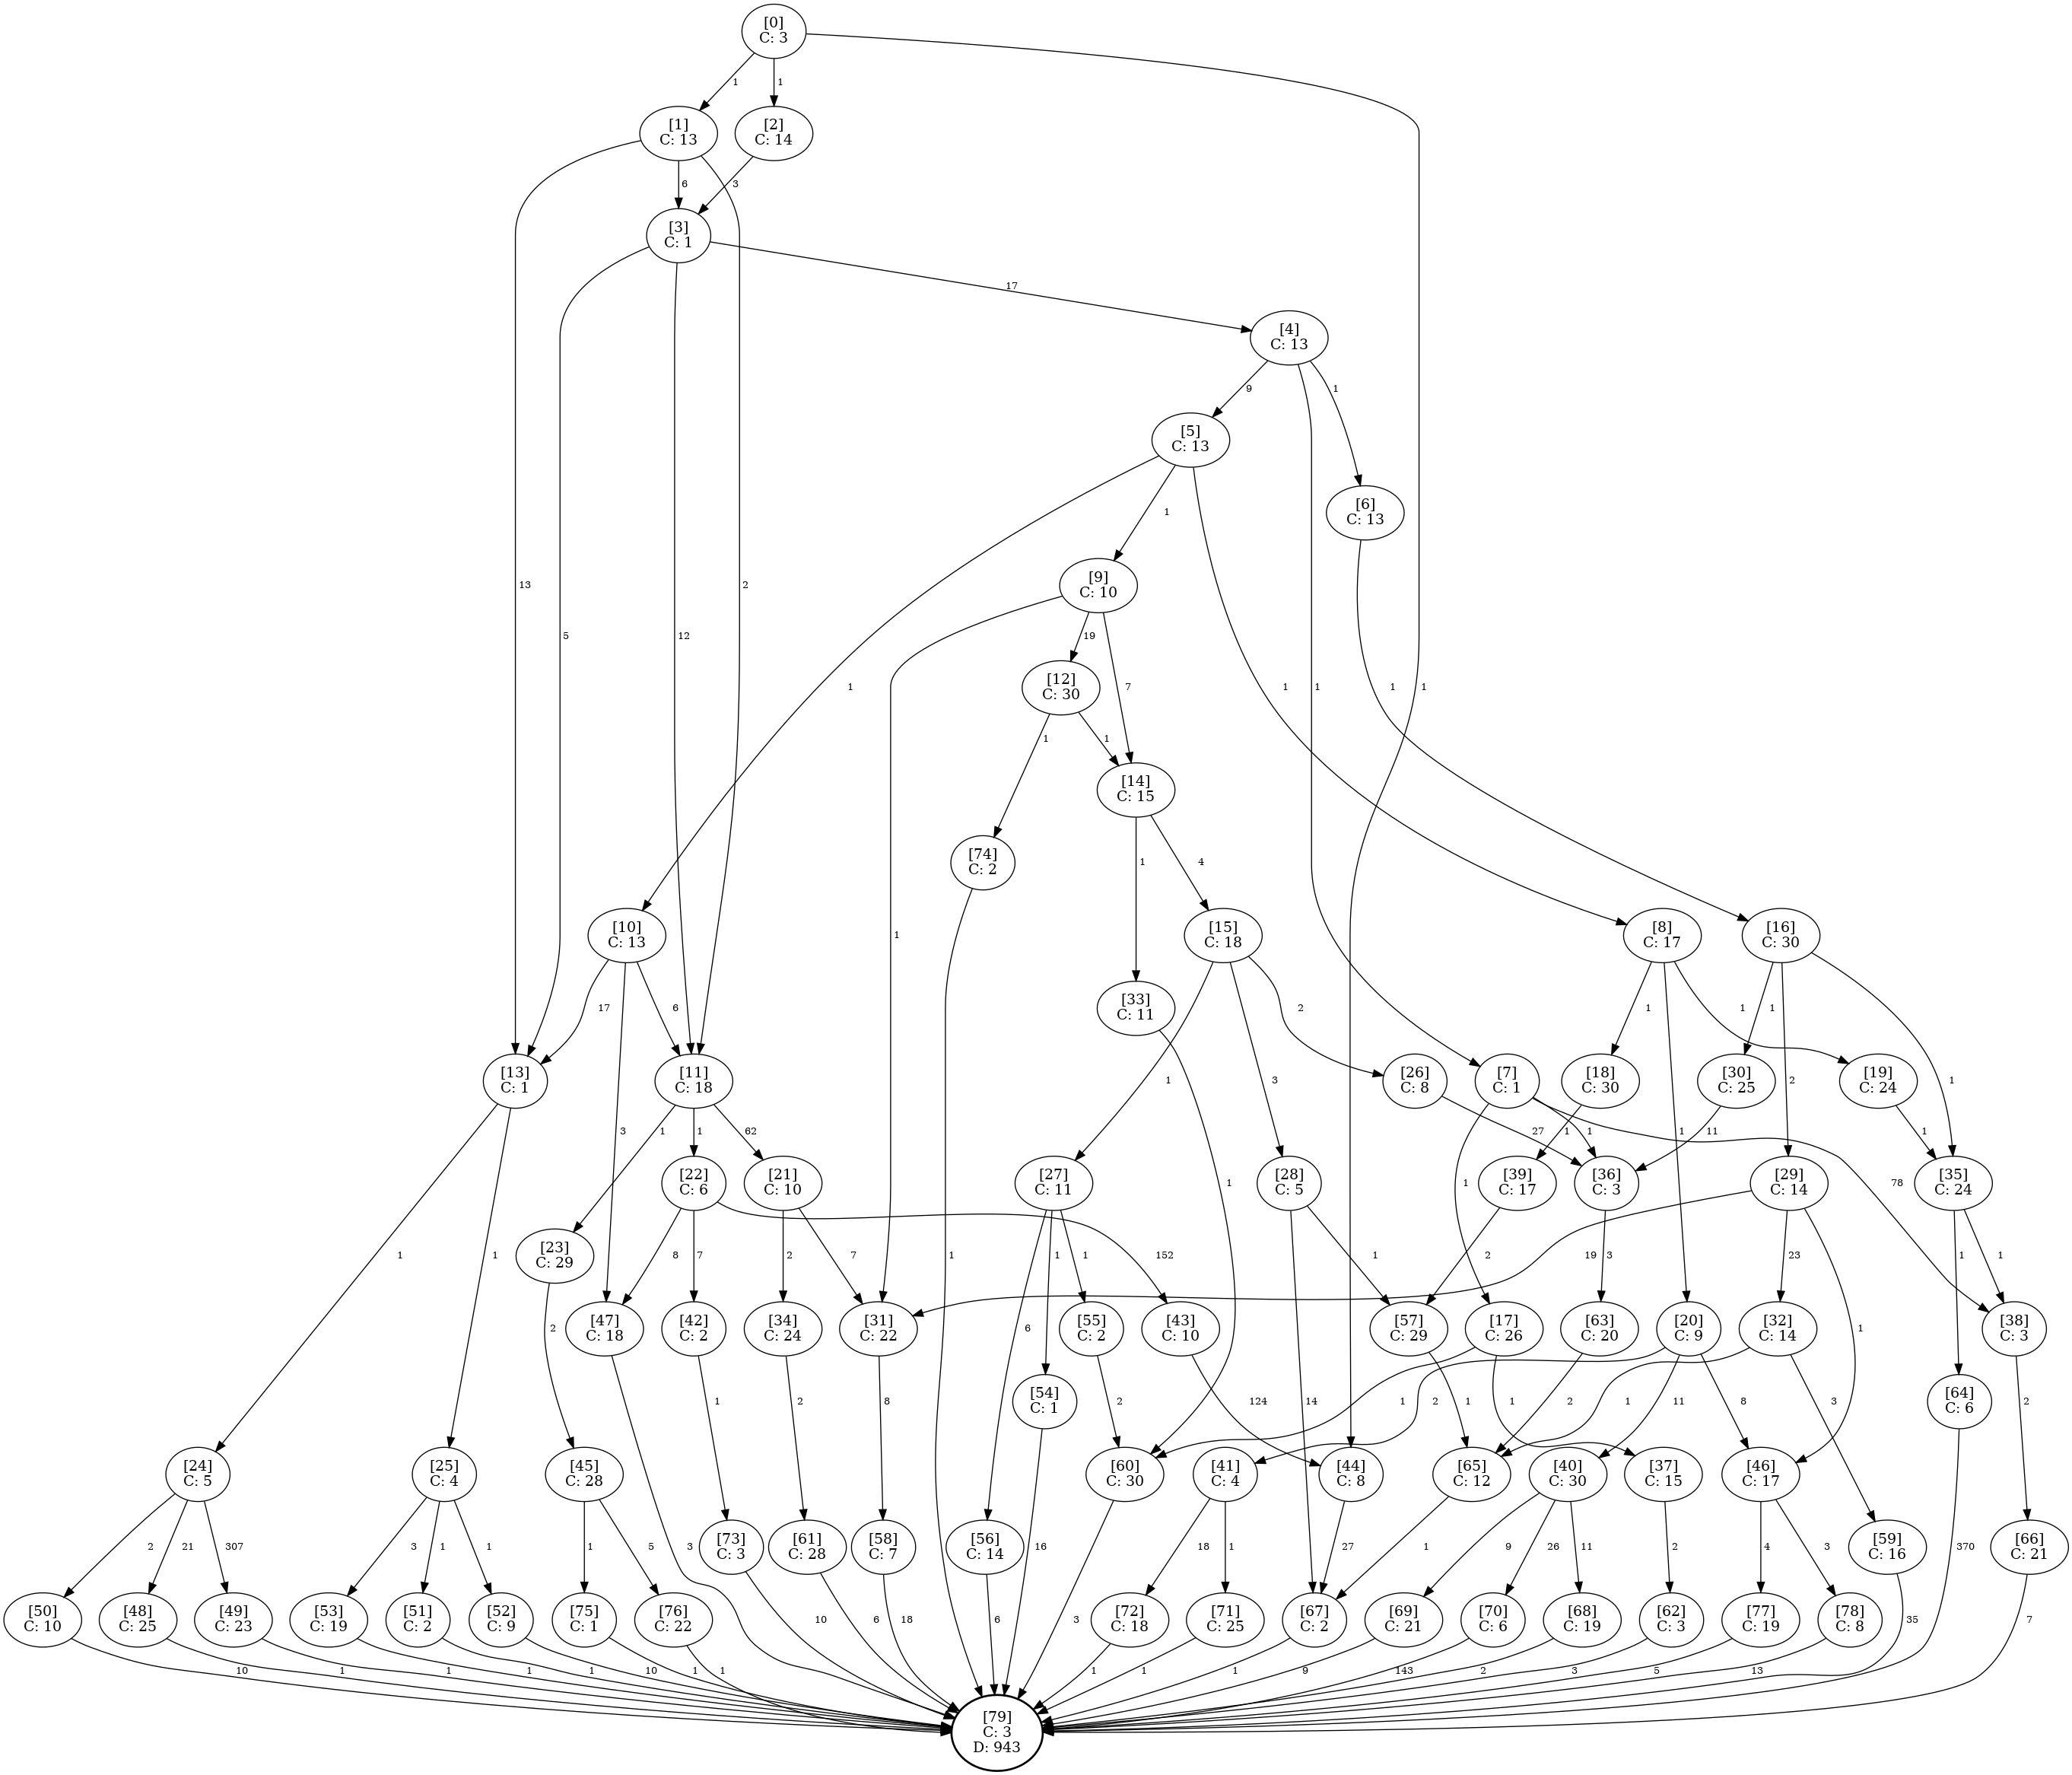 [0]
C: 3
1
1
[1]
C: 13
[2]
C: 14
6
3
[3]
C: 1
17
[4]
C: 13
9
1
[5]
C: 13
1
[6]
C: 13
13
5
12
2
1
1
[9]
C: 10
19
[12]
C: 30
7
1
1
1
1
1
1
[14]
C: 15
[74]
C: 2
1
4
[10]
C: 13
1
[15]
C: 18
[8]
C: 17
[16]
C: 30
[33]
C: 11
17
6
2
1
1
1
[13]
C: 1
[11]
C: 18
[26]
C: 8
[7]
C: 1
[18]
C: 30
[30]
C: 25
[19]
C: 24
3
1
1
62
1
3
27
1
1
1
11
2
1
1
[22]
C: 6
[21]
C: 10
[27]
C: 11
1
[28]
C: 5
1
[39]
C: 17
[36]
C: 3
78
[29]
C: 14
[35]
C: 24
1
1
[23]
C: 29
8
7
152
2
7
1
1
1
2
19
3
23
1
1
2
6
[47]
C: 18
[42]
C: 2
[34]
C: 24
[31]
C: 22
[55]
C: 2
[43]
C: 10
[57]
C: 29
[17]
C: 26
[63]
C: 20
[20]
C: 9
1
[32]
C: 14
[38]
C: 3
14
1
2
8
[54]
C: 1
2
124
1
1
2
2
11
1
8
3
[64]
C: 6
2
[24]
C: 5
[25]
C: 4
[45]
C: 28
[60]
C: 30
[41]
C: 4
[44]
C: 8
[65]
C: 12
[40]
C: 30
[37]
C: 15
[46]
C: 17
2
21
307
3
1
1
1
5
3
[73]
C: 3
[61]
C: 28
[58]
C: 7
[56]
C: 14
16
18
1
27
1
9
26
11
2
4
3
[59]
C: 16
370
[66]
C: 21
[50]
C: 10
[48]
C: 25
[49]
C: 23
[53]
C: 19
[51]
C: 2
[52]
C: 9
[75]
C: 1
[76]
C: 22
10
6
18
6
3
[72]
C: 18
[71]
C: 25
[67]
C: 2
[69]
C: 21
[70]
C: 6
[68]
C: 19
[62]
C: 3
[77]
C: 19
[78]
C: 8
35
7
10
1
1
1
1
10
1
1
1
1
1
9
143
2
3
5
13
[79]
C: 3
D: 943